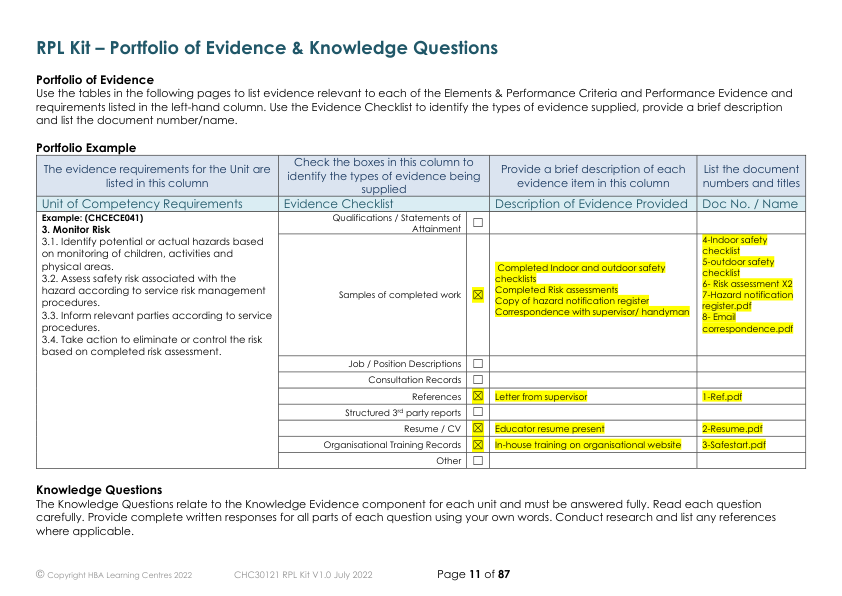 RPL Kit – Portfolio of Evidence & Knowledge Questions
Portfolio of Evidence
Use the tables in the following pages to list evidence relevant to each of the Elements & Performance Criteria and Performance Evidence and
requirements listed in the left-hand column. Use the Evidence Checklist to identify the types of evidence supplied, provide a brief description
and list the document number/name.
Portfolio Example
The evidence requirements for the Unit are
listed in this column
Check the boxes in this column to
identify the types of evidence being
supplied
Provide a brief description of each
evidence item in this column
List the document
numbers and titles
Unit of Competency Requirements
Evidence Checklist
Description of Evidence Provided
Doc No. / Name
Example: (CHCECE041)
3. Monitor Risk
3.1. Identify potential or actual hazards based
on monitoring of children, activities and
physical areas.
3.2. Assess safety risk associated with the
hazard according to service risk management
procedures.
3.3. Inform relevant parties according to service
procedures.
3.4. Take action to eliminate or control the risk
based on completed risk assessment.
Qualifications / Statements of
Attainment
☐
Samples of completed work
☒
Completed Indoor and outdoor safety
checklists
Completed Risk assessments
Copy of hazard notification register
Correspondence with supervisor/ handyman
4-Indoor safety
checklist
5-outdoor safety
checklist
6- Risk assessment X2
7-Hazard notification
register.pdf
8- Email
correspondence.pdf
Job / Position Descriptions
☐
Consultation Records
☐
References
☒
Letter from supervisor
1-Ref.pdf
Structured 3rd party reports
☐
Resume / CV
☒
Educator resume present
2-Resume.pdf
Organisational Training Records
☒
In-house training on organisational website
3-Safestart.pdf
Other
☐
Knowledge Questions
The Knowledge Questions relate to the Knowledge Evidence component for each unit and must be answered fully. Read each question
carefully. Provide complete written responses for all parts of each question using your own words. Conduct research and list any references
where applicable.
© Copyright HBA Learning Centres 2022
CHC30121 RPL Kit V1.0 July 2022
Page 11 of 87